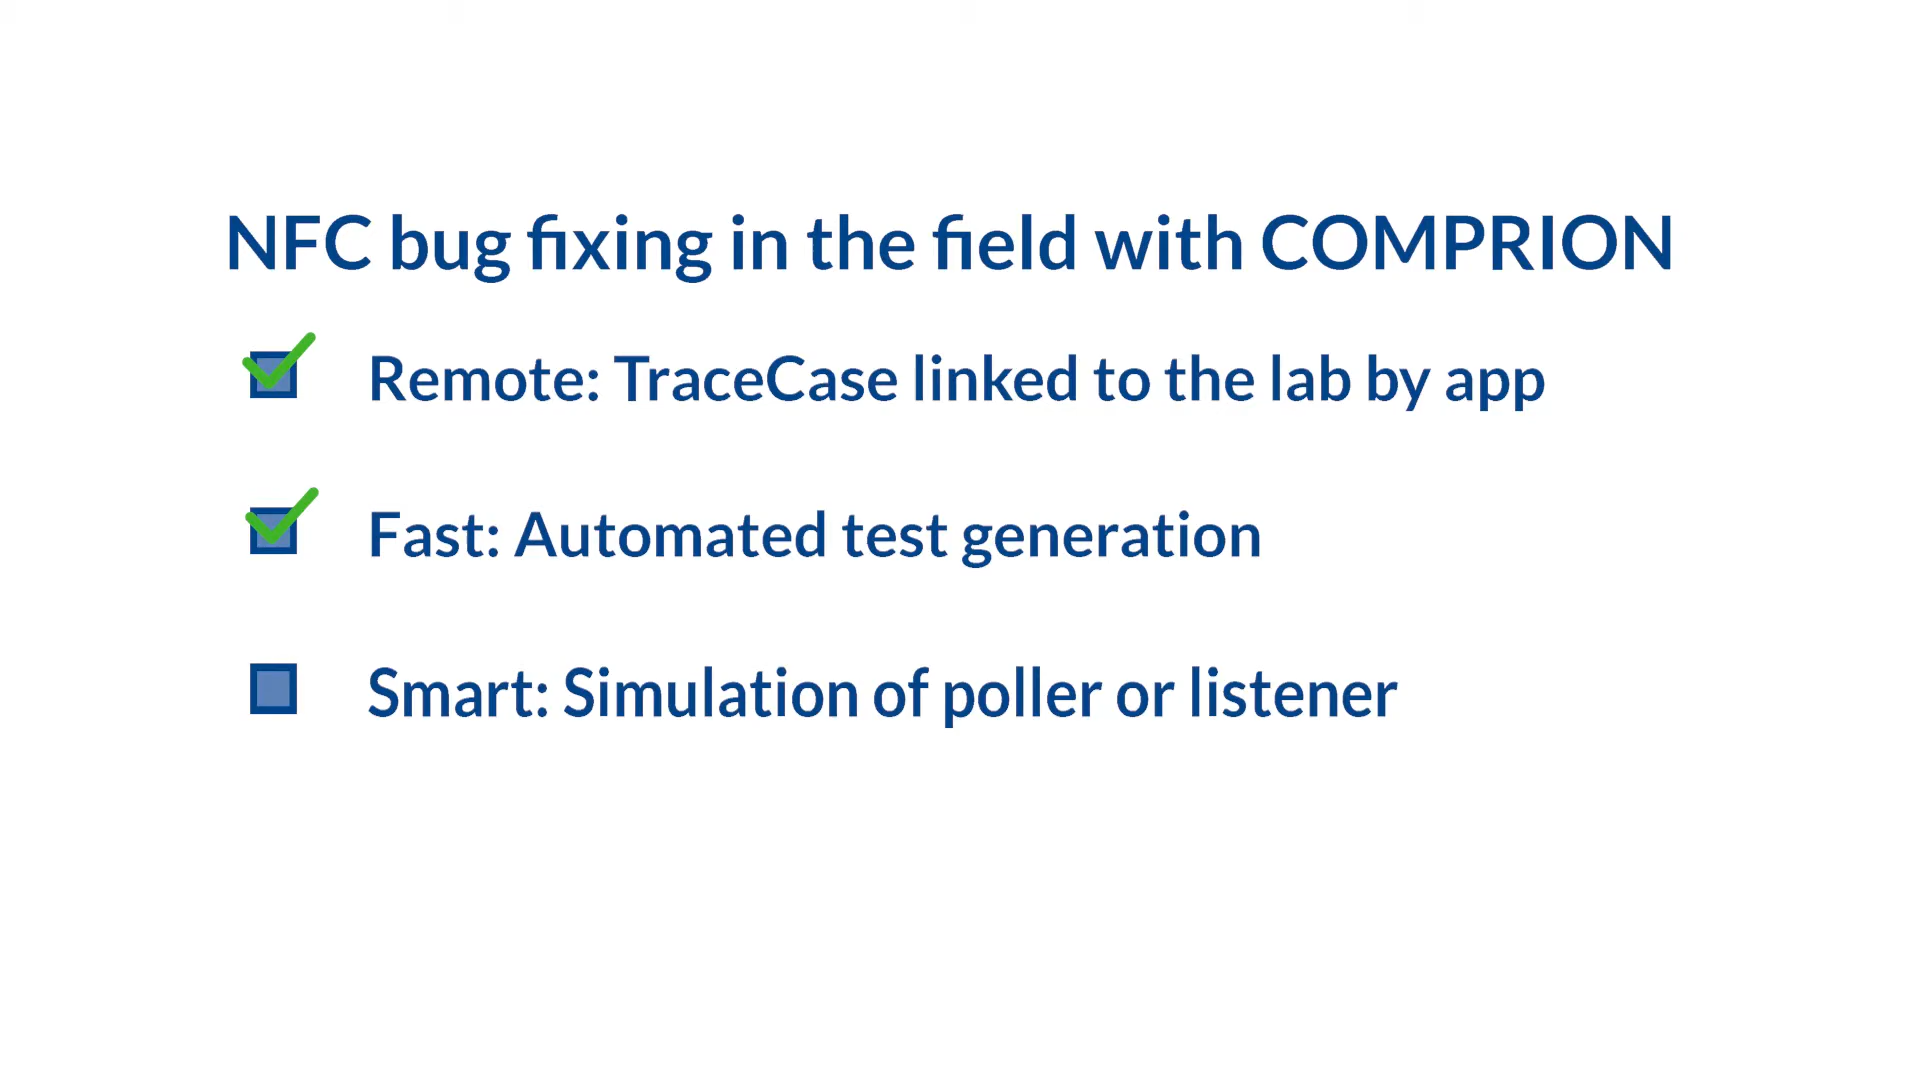 NFC bug fixing in the field with COMPRION
Remote: TraceCase linked to the lab by app
Fast: Automated test generation
Smart: Simulation of poller or listener